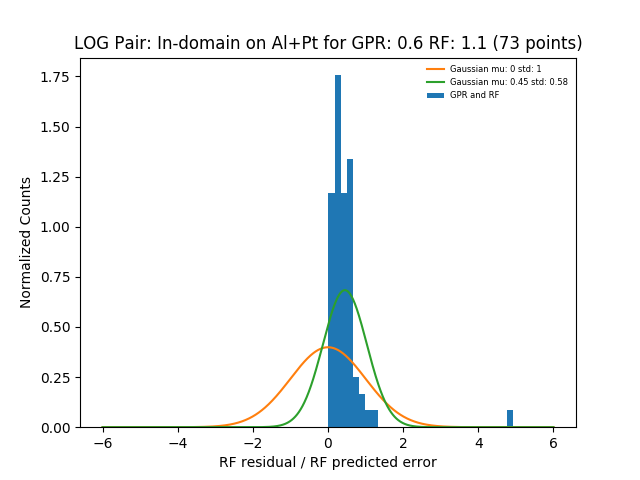 LOG Pair: In-domain on Al+Pt for GPR: 0.6 RF: 1.1 (73 points)
Gaussian mu: 0 std: 1
Gaussian mu: 0.45 std: 0.58
GPR and RF
Normalized Counts
1.75
1.50
1.25
1.00
0.75
0.50
0.25
0.00
−6 −4 −2 0 2 4 6
RF residual / RF predicted error